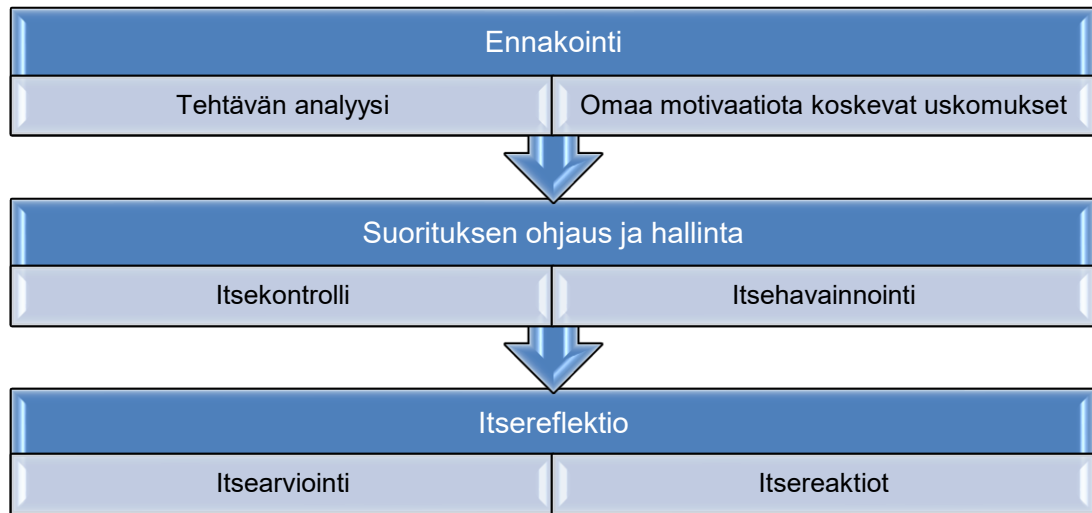 Ennakointi
Tehtävän analyysi
Omaa motivaatiota koskevat uskomukset
Suorituksen ohjaus ja hallinta
Itsekontrolli
Itsehavainnointi
Itsereflektio
Itsearviointi
Itsereaktiot